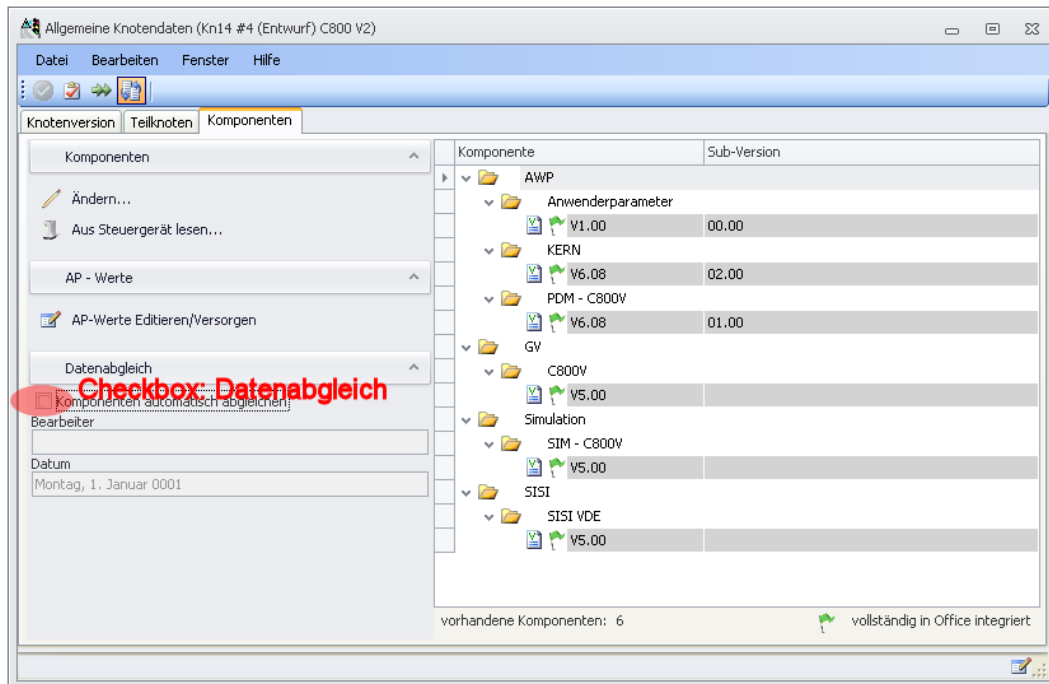 Allgemeine Knotendaten (Kn14 #4 (Entwurf) C800 V2)
Datei Bearbeiten Fenster Hilfe
Knotenversion Teilknoten Komponenten
Komponenten
Ändern...
Aus Steuergerät lesen...
AP - Werte
AP-Werte Editieren/Versorgen
Datenabgleich
Checkbox: Datenabgleich
Komponenten automatisch abgleichen
Bearbeiter
Datum
Montag, 1. Januar 0001
Komponente Sub-Version
AWP
Anwenderparameter
V1.00 00.00
KERN
V6.08 02.00
PDM - C800V
V6.08 01.00
GV
C800V
V5.00
Simulation
SIM - C800V
V5.00
SISI
SISI VDE
V5.00
vorhandene Komponenten: 6 vollständig in Office integriert